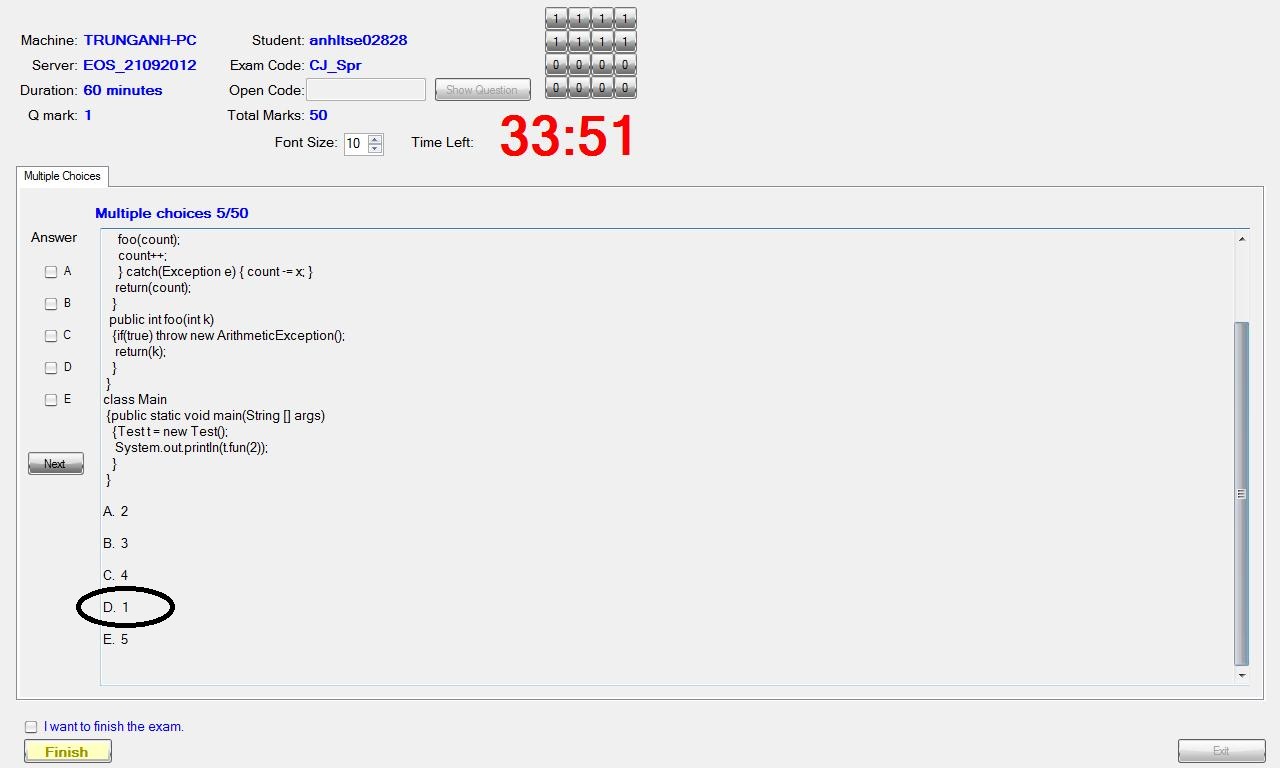 Machine: TRUNGANH-PC
Student: anhltse02828
Server: EOS_21092012
Exam Code: CJ_Spr
Duration: 60 minutes
Open Code:
Show Question
Q mark: 1
Total Marks: 50
Font Size: 10
Time Left: 33:51
1 1 1 1
1 1 1 1
0 0 0 0
0 0 0 0
Multiple Choices
Multiple choices 5/50
Answer
A
B
C
D
E
Next
foo(count);
count++;
} catch(Exception e) { count -= x; }
return(count);
}
public int foo(int k)
{if(true) throw new ArithmeticException();
return(k);
}
}
class Main
{public static void main(String [] args)
{Test t = new Test();
System.out.println(t.fun(2));
}
}
A. 2
B. 3
C. 4
D. 1
E. 5
I want to finish the exam.
Finish
Exit